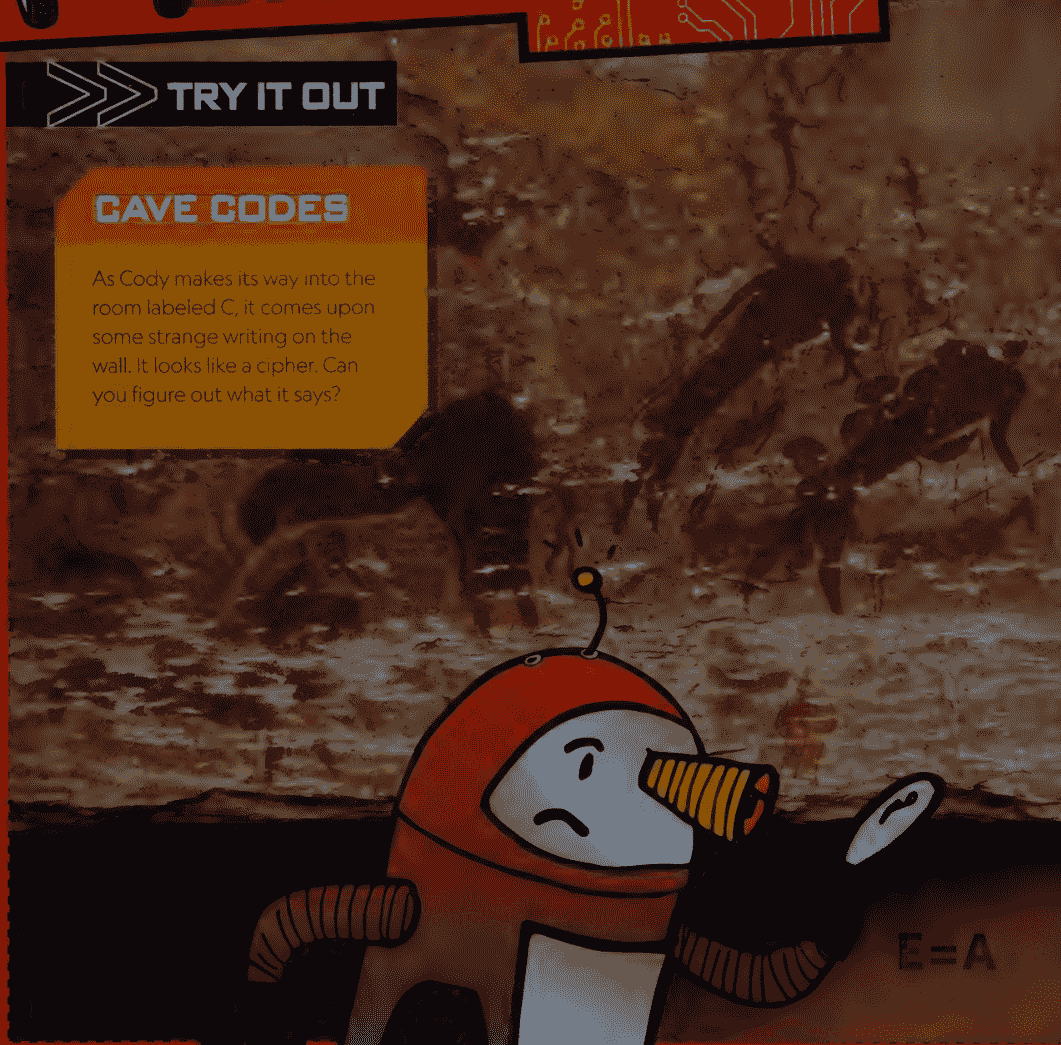 TRY IT OUT
CAVE CODES
As Cody makes its way into the
room labeled C, it comes upon
some strange writing on the
wall. It looks like a cipher. Can
you figure out what it says?
E=A